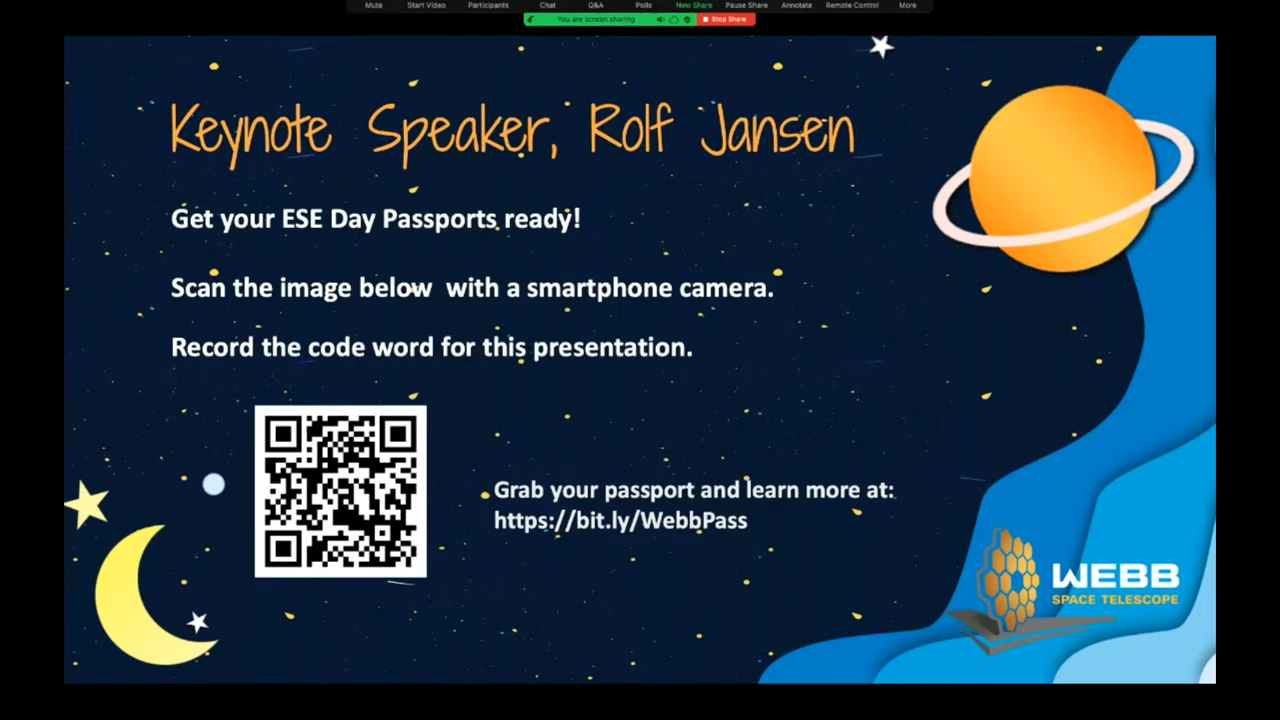 Mute Start Video Participants Chat Q&A Polls New Share Pause Share Annotate Remote Control More
You are screen sharing Stop Share
Keynote Speaker, Rolf Jansen
Get your ESE Day Passports ready!
Scan the image below with a smartphone camera.
Record the code word for this presentation.
Grab your passport and learn more at:
https://bit.ly/WebbPass
WEBB
SPACE TELESCOPE